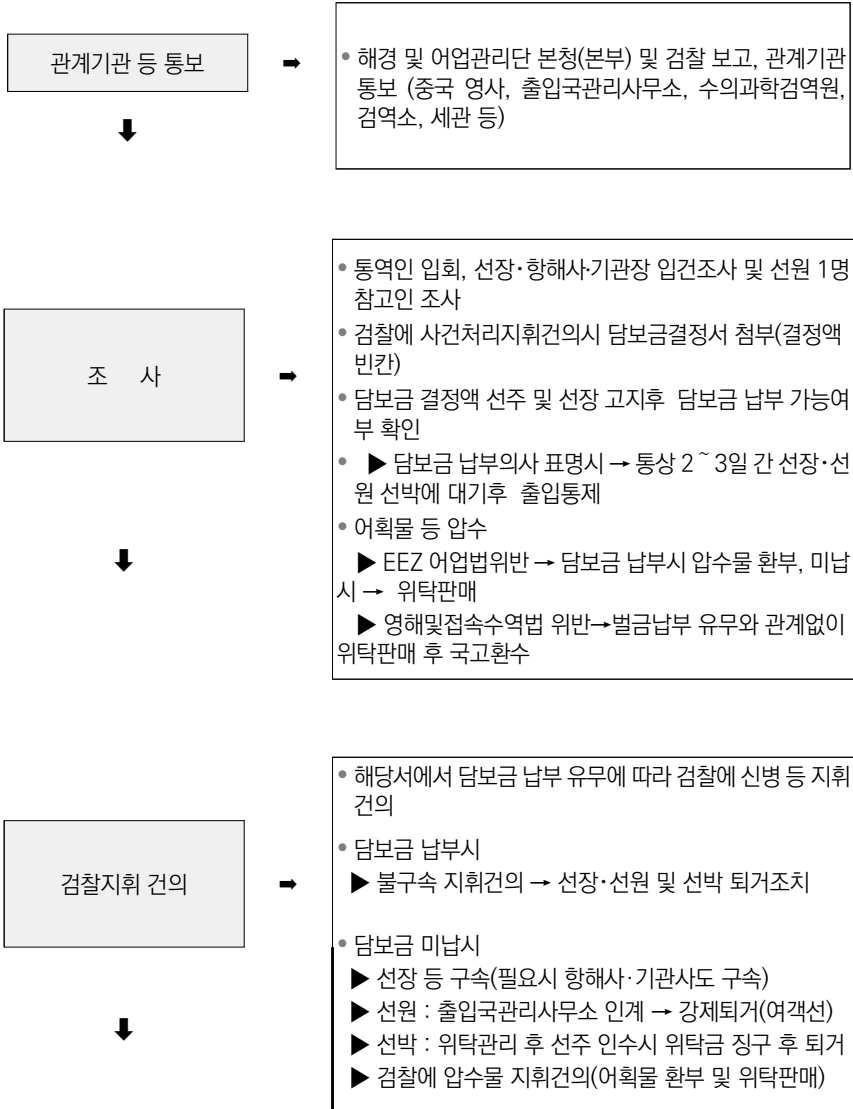 관계기관 등 통보
➡
• 해경 및 어업관리단 본청(본부) 및 검찰 보고, 관계기관
통보 (중국 영사, 출입국관리사무소, 수의과학검역원,
검역소, 세관 등)
⬇
조 사
➡
• 통역인 입회, 선장·항해사·기관장 입건조사 및 선원 1명
참고인 조사
• 검찰에 사건처리지휘건의시 담보금결정서 첨부(결정액
빈칸)
• 담보금 결정액 선주 및 선장 고지후 담보금 납부 가능여
부 확인
• ▶ 담보금 납부의사 표명시 → 통상 2 ~ 3일 간 선장·선
원 선박에 대기후 출입통제
• 어획물 등 압수
▶ EEZ 어업법위반 → 담보금 납부시 압수물 환부, 미납
시 → 위탁판매
▶ 영해및접속수역법 위반→벌금납부 유무와 관계없이
위탁판매 후 국고환수
⬇
검찰지휘 건의
➡
• 해당서에서 담보금 납부 유무에 따라 검찰에 신병 등 지휘
건의
• 담보금 납부시
▶ 불구속 지휘건의 → 선장·선원 및 선박 퇴거조치
• 담보금 미납시
▶ 선장 등 구속(필요시 항해사·기관사도 구속)
▶ 선원 : 출입국관리사무소 인계 → 강제퇴거(여객선)
▶ 선박 : 위탁관리 후 선주 인수시 위탁금 징구 후 퇴거
▶ 검찰에 압수물 지휘건의(어획물 환부 및 위탁판매)
⬇